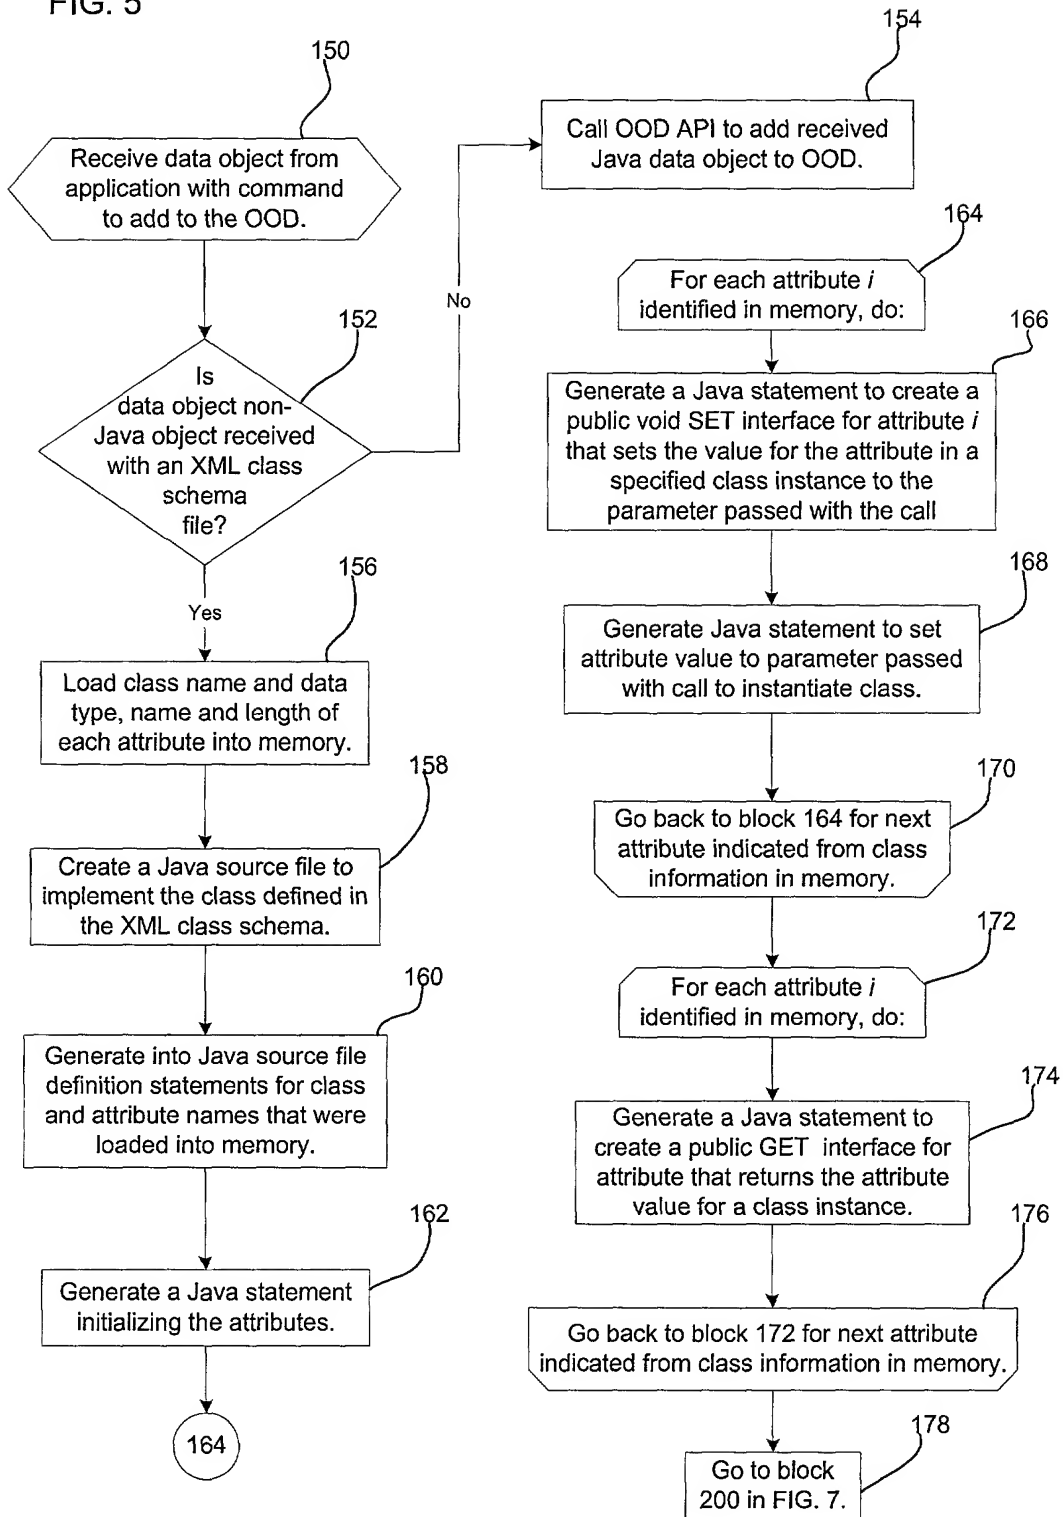 FIG. 5
150
Receive data object from
application with command
to add to the OOD.
152
Is
data object non-
Java object received
with an XML class
schema
file?
No
Yes
154
Call OOD API to add received
Java data object to OOD.
156
Load class name and data
type, name and length of
each attribute into memory.
158
Create a Java source file to
implement the class defined in
the XML class schema.
160
Generate into Java source file
definition statements for class
and attribute names that were
loaded into memory.
162
Generate a Java statement
initializing the attributes.
164
164
For each attribute i
identified in memory, do:
166
Generate a Java statement to create a
public void SET interface for attribute i
that sets the value for the attribute in a
specified class instance to the
parameter passed with the call
168
Generate Java statement to set
attribute value to parameter passed
with call to instantiate class.
170
Go back to block 164 for next
attribute indicated from class
information in memory.
172
For each attribute i
identified in memory, do:
174
Generate a Java statement to
create a public GET interface for
attribute that returns the attribute
value for a class instance.
176
Go back to block 172 for next attribute
indicated from class information in memory.
178
Go to block
200 in FIG. 7.